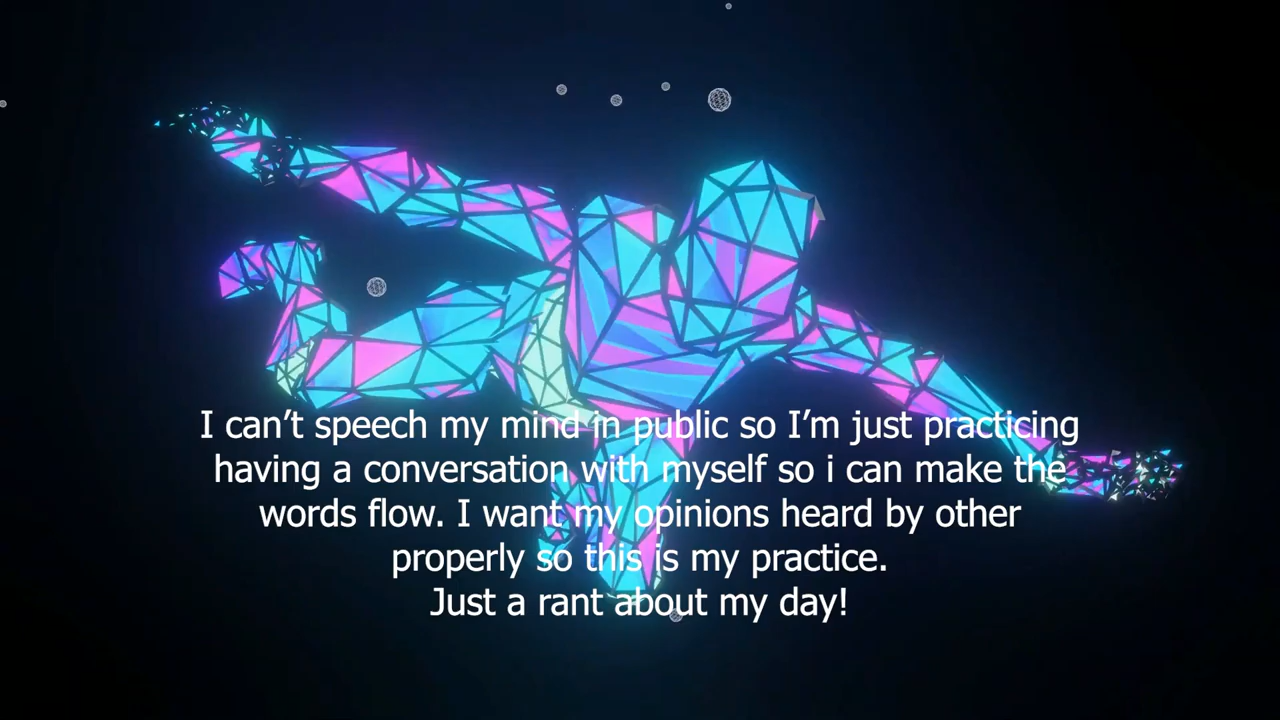 I can’t speech my mind in public so I’m just practicing
having a conversation with myself so i can make the
words flow. I want my opinions heard by other
properly so this is my practice.
Just a rant about my day!